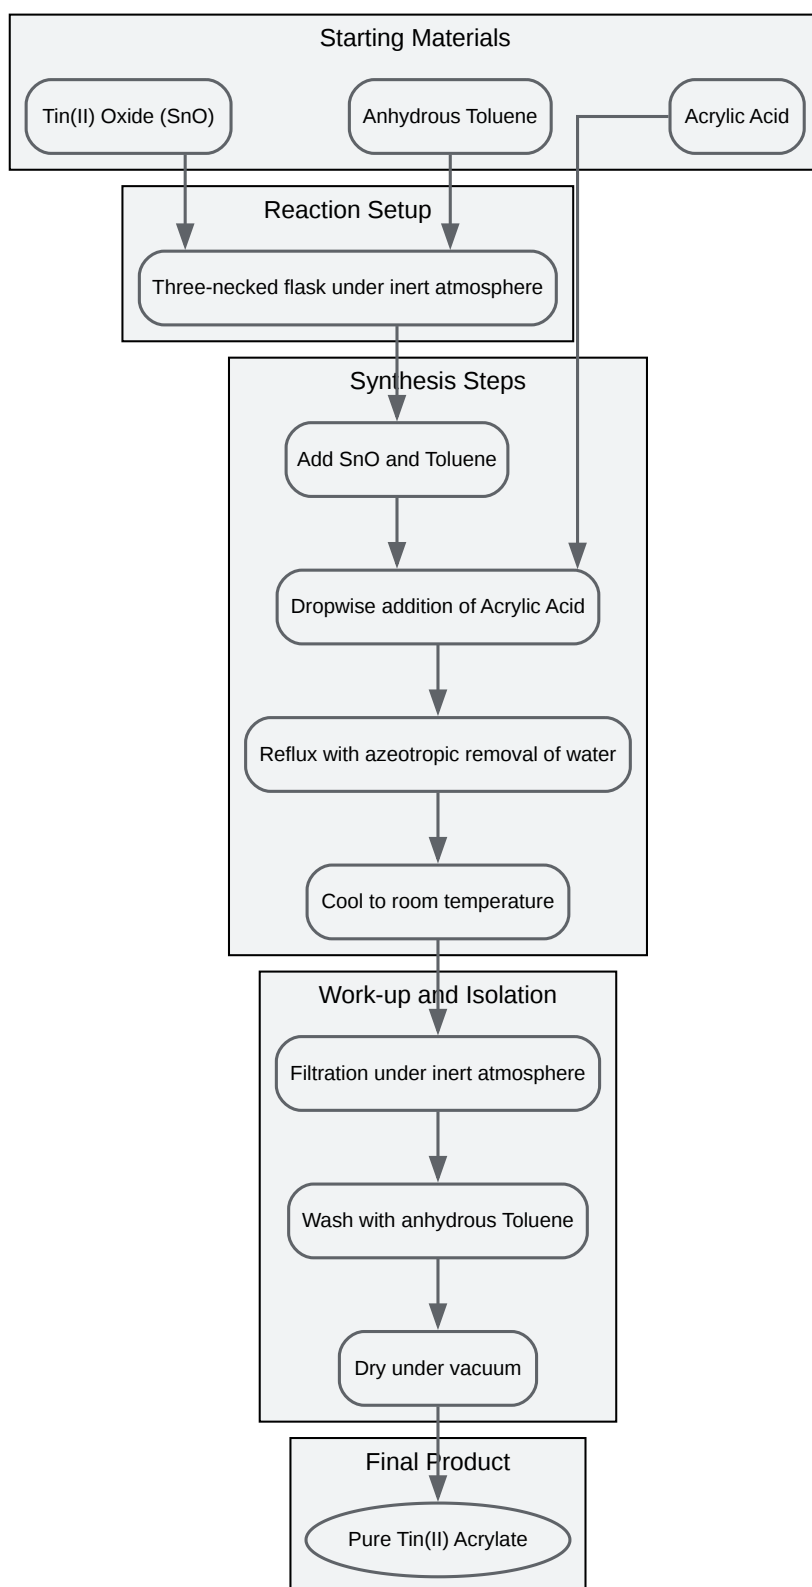 Starting Materials
Tin(II) Oxide (SnO)
Anhydrous Toluene
Acrylic Acid
Reaction Setup
Three-necked flask under inert atmosphere
Synthesis Steps
Add SnO and Toluene
Dropwise addition of Acrylic Acid
Reflux with azeotropic removal of water
Cool to room temperature
Work-up and Isolation
Filtration under inert atmosphere
Wash with anhydrous Toluene
Dry under vacuum
Final Product
Pure Tin(II) Acrylate